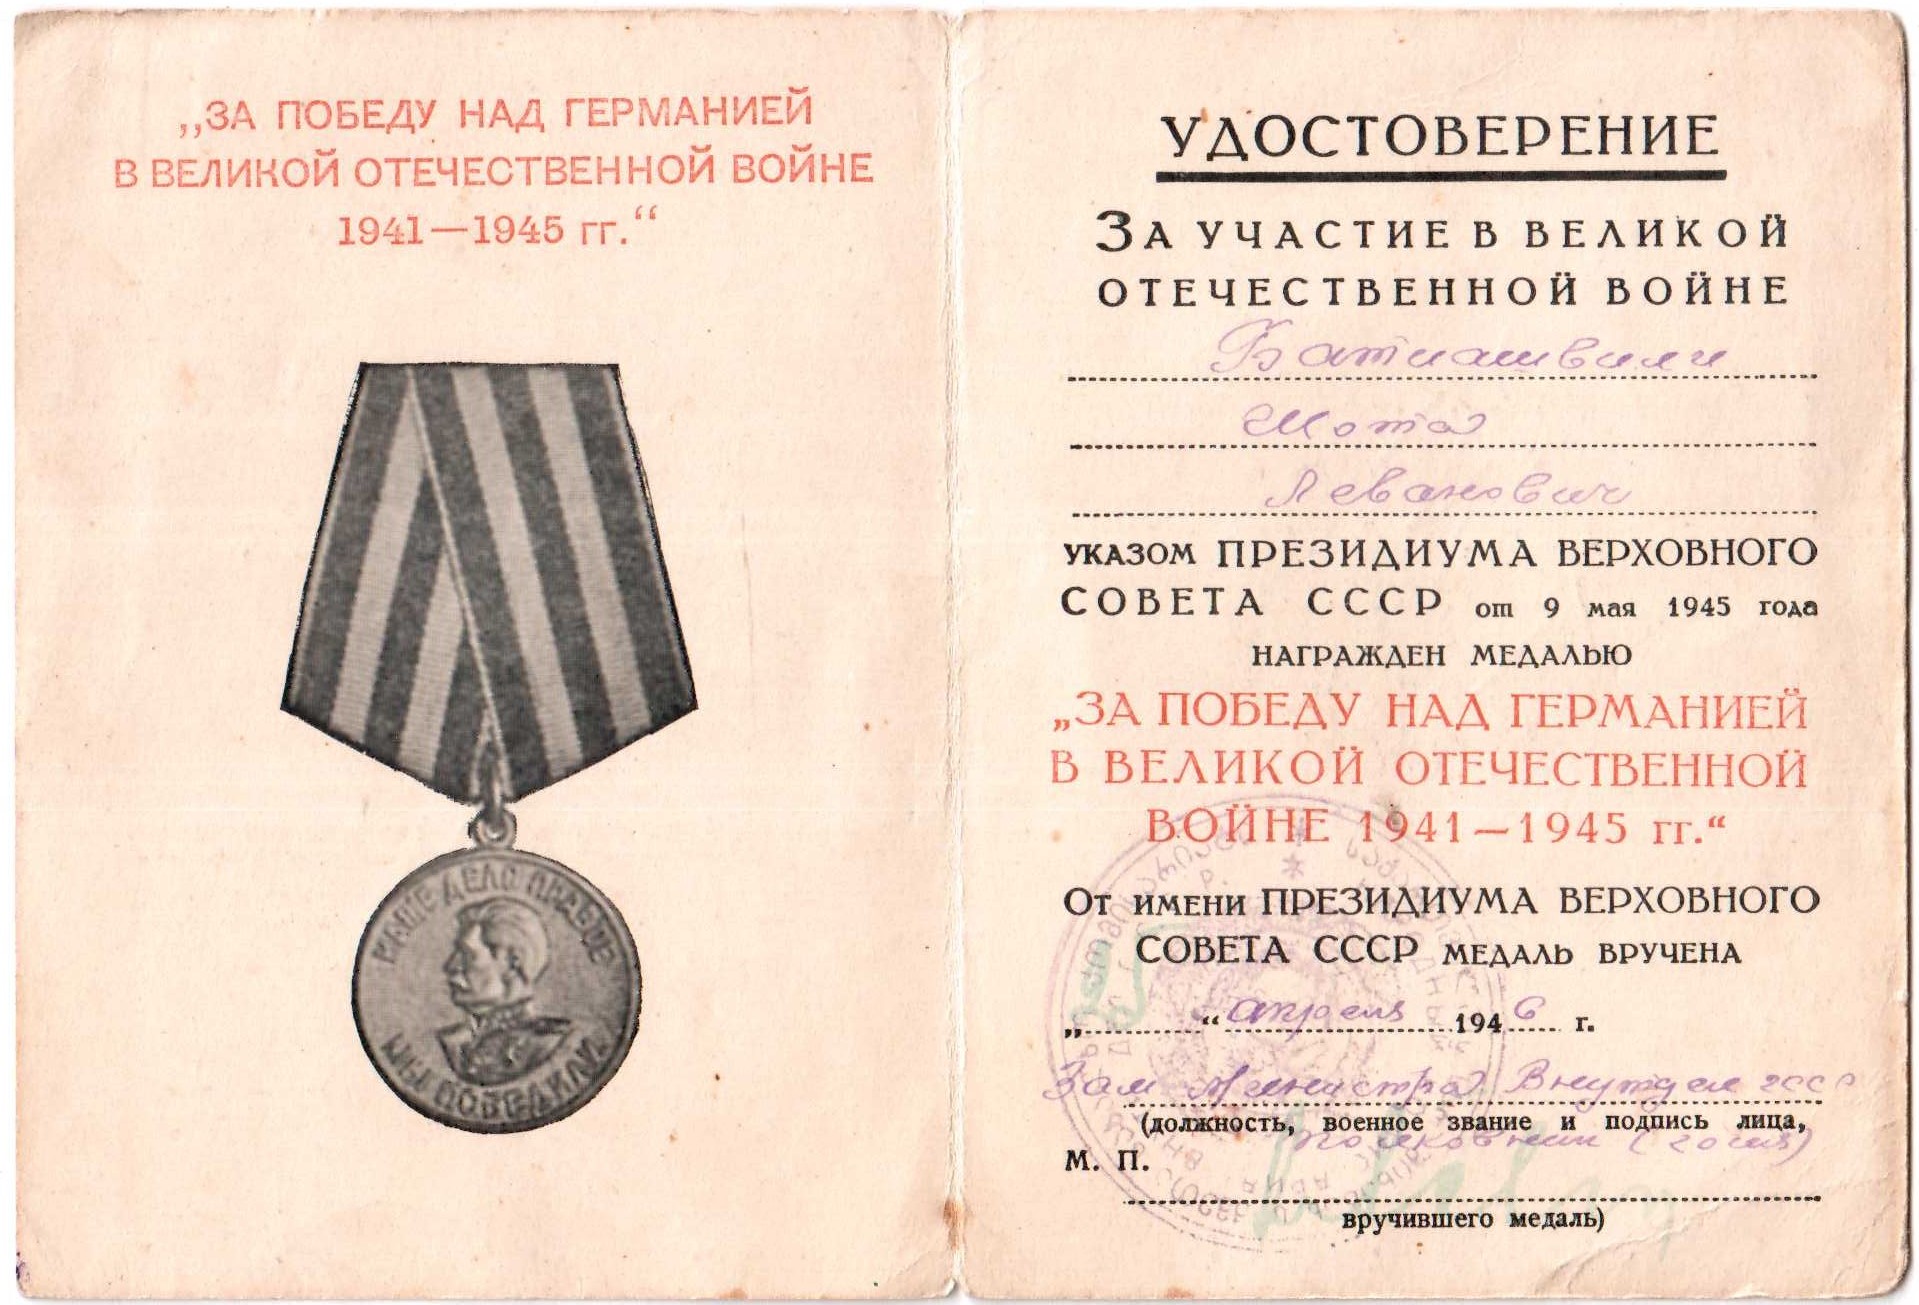 „ЗА ПОБЕДУ НАД ГЕРМАНИЕЙ
В ВЕЛИКОЙ ОТЕЧЕСТВЕННОЙ ВОЙНЕ
1941—1945 гг.“
НАШЕ ДЕЛО ПРАВОЕ
МЫ ПОБЕДИЛИ
УДОСТОВЕРЕНИЕ
ЗА УЧАСТИЕ В ВЕЛИКОЙ
ОТЕЧЕСТВЕННОЙ ВОЙНЕ
Батиашвили
Шота
Леванович
УКАЗОМ ПРЕЗИДИУМА ВЕРХОВНОГО
СОВЕТА СССР от 9 мая 1945 года
НАГРАЖДЕН МЕДАЛЬЮ
„ЗА ПОБЕДУ НАД ГЕРМАНИЕЙ
В ВЕЛИКОЙ ОТЕЧЕСТВЕННОЙ
ВОЙНЕ 1941—1945 гг.“
ОТ ИМЕНИ ПРЕЗИДИУМА ВЕРХОВНОГО
СОВЕТА СССР МЕДАЛЬ ВРУЧЕНА
„ “ апреля 1946 г.
Зам Министра Внутдел ГССР
(должность, военное звание и подпись лица,
полковник
М. П.
вручившего медаль)